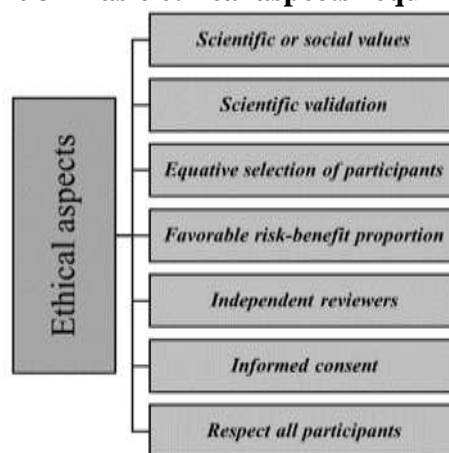 Ethical aspects
Scientific or social values
Scientific validation
Equative selection of participants
Favorable risk-benefit proportion
Independent reviewers
Informed consent
Respect all participants